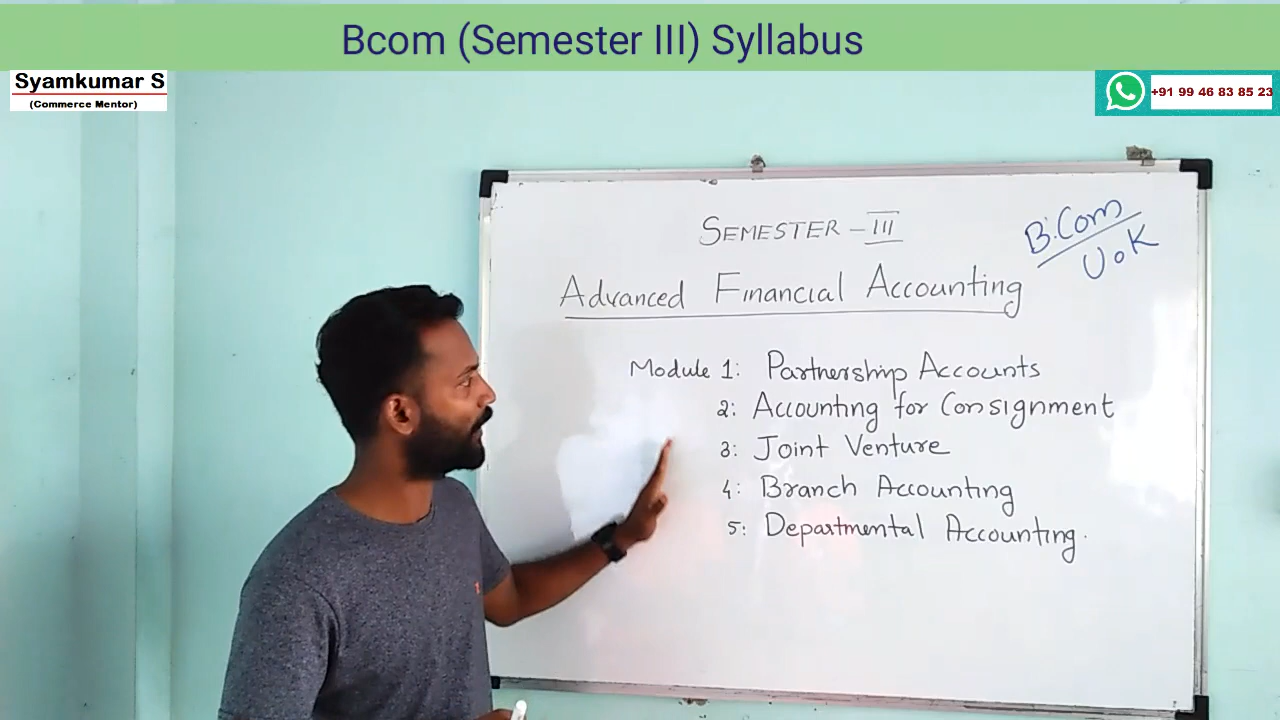 Bcom (Semester III) Syllabus
Syamkumar S
(Commerce Mentor)
+91 99 46 83 85 23
SEMESTER - III
B.Com
UoK
Advanced Financial Accounting
Module 1: Partnership Accounts
2: Accounting for Consignment
3: Joint Venture
4: Branch Accounting
5: Departmental Accounting.